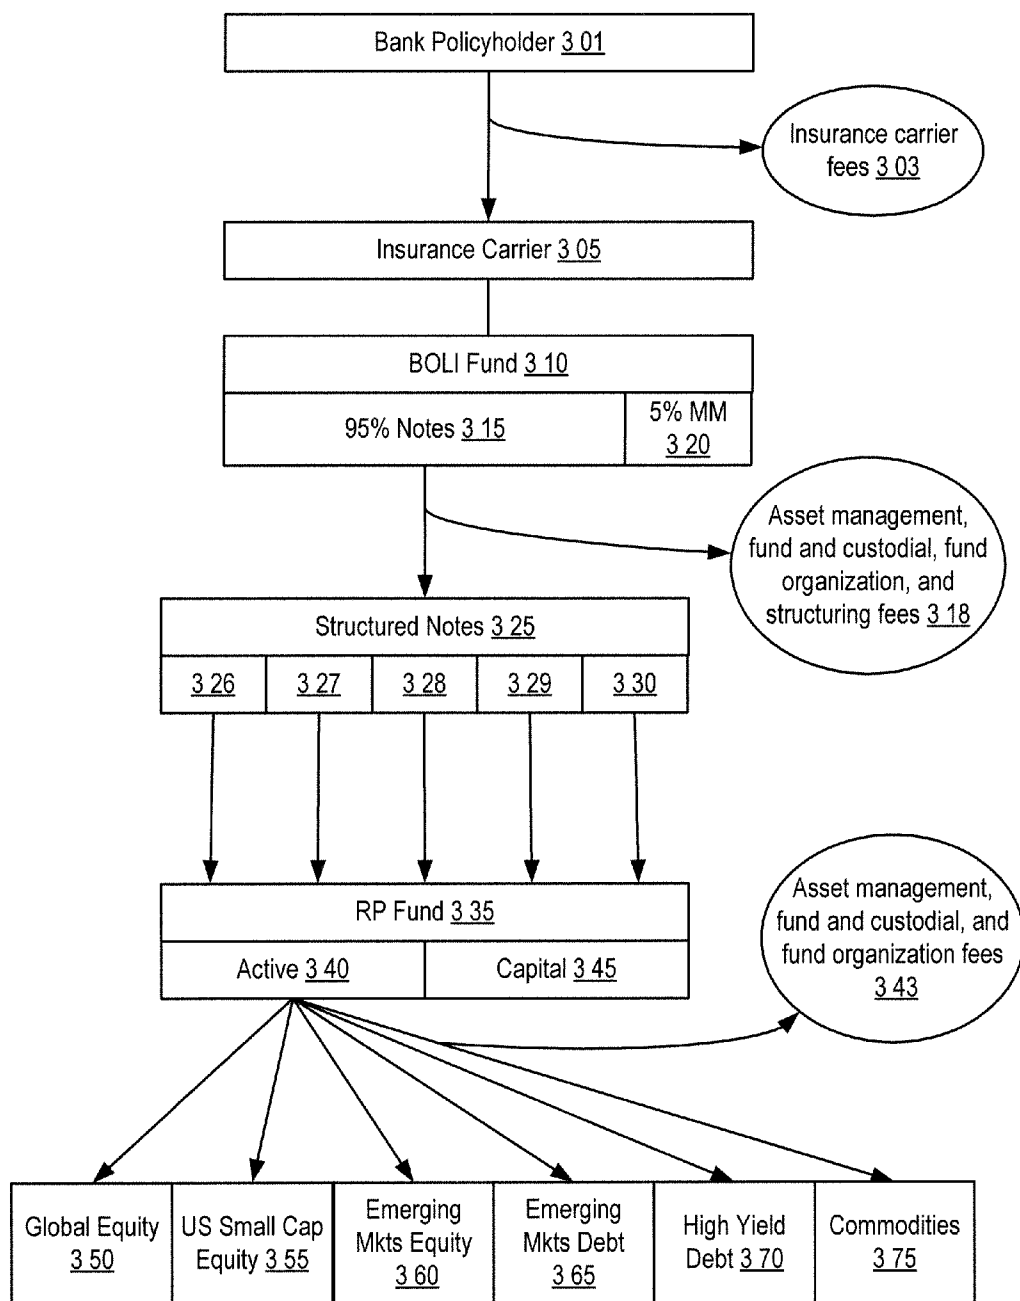 Bank Policyholder 3 01
Insurance carrier
fees 3 03
Insurance Carrier 3 05
BOLI Fund 3 10
95% Notes 3 15
5% MM
3 20
Asset management,
fund and custodial, fund
organization, and
structuring fees 3 18
Structured Notes 3 25
3 26
3 27
3 28
3 29
3 30
RP Fund 3 35
Active 3 40
Capital 3 45
Asset management,
fund and custodial, and
fund organization fees
3 43
Global Equity
3 50
US Small Cap
Equity 3 55
Emerging
Mkts Equity
3 60
Emerging
Mkts Debt
3 65
High Yield
Debt 3 70
Commodities
3 75